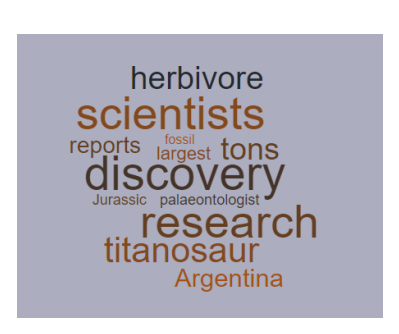 herbivore
scientists
reports fossil largest tons
discovery
Jurassic palaeontologist
research
titanosaur
Argentina